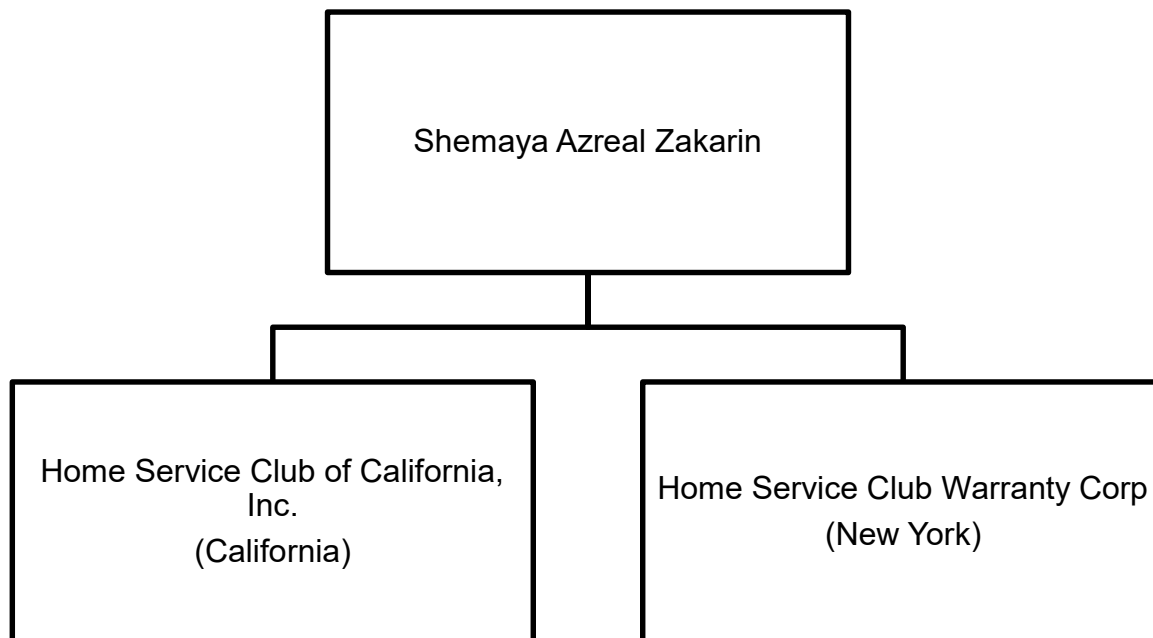 Shemaya Azreal Zakarin
Home Service Club of California,
Inc.
(California)
Home Service Club Warranty Corp
(New York)